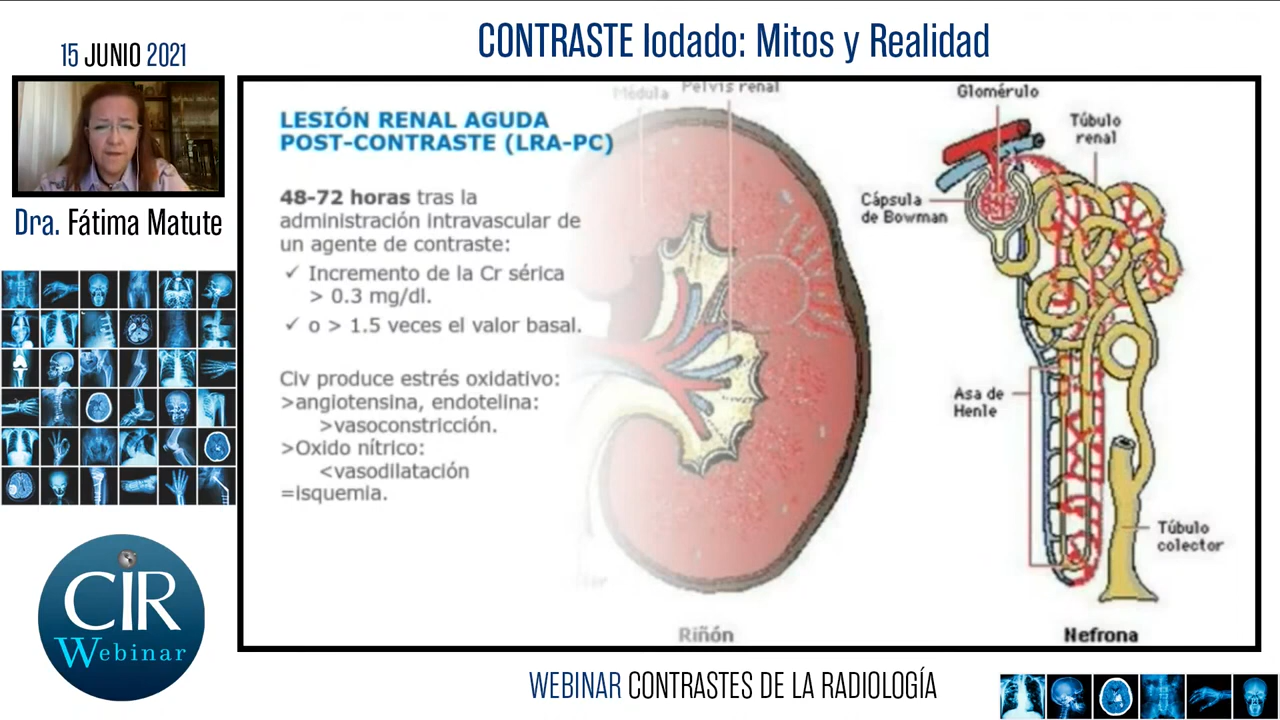 CONTRASTE Iodado: Mitos y Realidad
15 JUNIO 2021
Dra. Fátima Matute
LESIÓN RENAL AGUDA
POST-CONTRASTE (LRA-PC)
48-72 horas tras la
administración intravascular de
un agente de contraste:
✓ Incremento de la Cr sérica
> 0.3 mg/dl.
✓ o > 1.5 veces el valor basal.
Civ produce estrés oxidativo:
>angiotensina, endotelina:
>vasoconstricción.
>Oxido nítrico:
<vasodilatación
=isquemia.
Médula
Pelvis renal
Riñón
Glomérulo
Túbulo
renal
Cápsula
de Bowman
Asa de
Henle
Túbulo
colector
Nefrona
CIR
Webinar
WEBINAR CONTRASTES DE LA RADIOLOGÍA